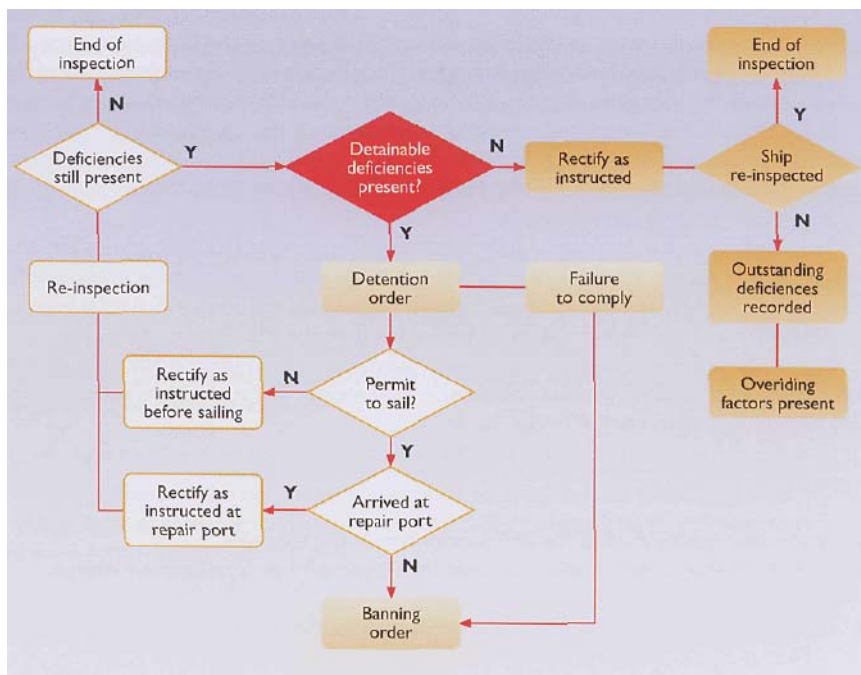 End of
inspection
N
Deficiencies
still present
Y
Detainable
deficiencies
present?
N
Rectify as
instructed
Ship
re-inspected
Y
End of
inspection
N
Outstanding
deficiences
recorded
Overiding
factors present
Y
Detention
order
Failure
to comply
Re-inspection
Permit
to sail?
N
Rectify as
instructed
before sailing
Y
Arrived at
repair port
Y
Rectify as
instructed at
repair port
N
Banning
order